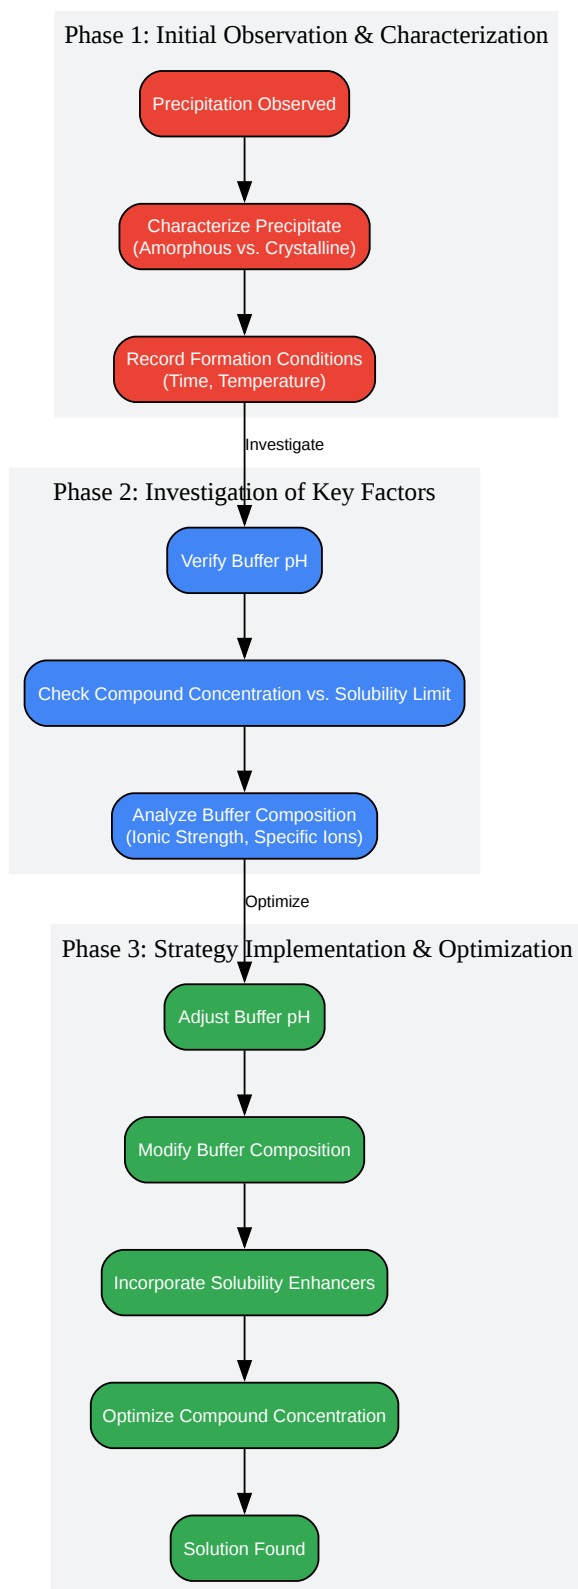 Phase 1: Initial Observation & Characterization
Precipitation Observed
Characterize Precipitate
(Amorphous vs. Crystalline)
Record Formation Conditions
(Time, Temperature)
Investigate
Phase 2: Investigation of Key Factors
Verify Buffer pH
Check Compound Concentration vs. Solubility Limit
Analyze Buffer Composition
(Ionic Strength, Specific Ions)
Optimize
Phase 3: Strategy Implementation & Optimization
Adjust Buffer pH
Modify Buffer Composition
Incorporate Solubility Enhancers
Optimize Compound Concentration
Solution Found